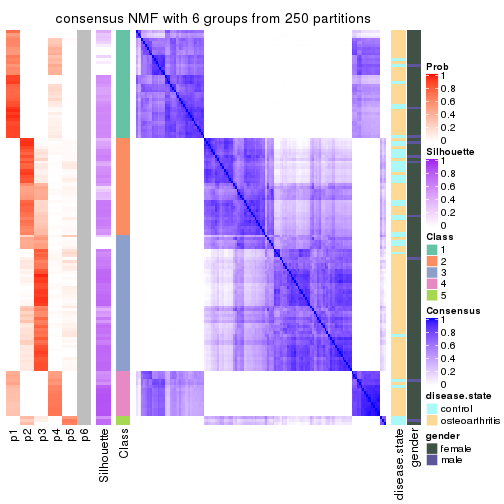 consensus NMF with 6 groups from 250 partitions
Prob
1
0.8
0.6
0.4
0.2
0
Silhouette
1
0.8
0.6
0.4
0.2
0
Class
1
2
3
4
5
Consensus
1
0.8
0.6
0.4
0.2
0
disease.state
control
osteoarthritis
gender
female
male
p1
p2
p3
p4
p5
p6
Silhouette
Class
disease.state
gender